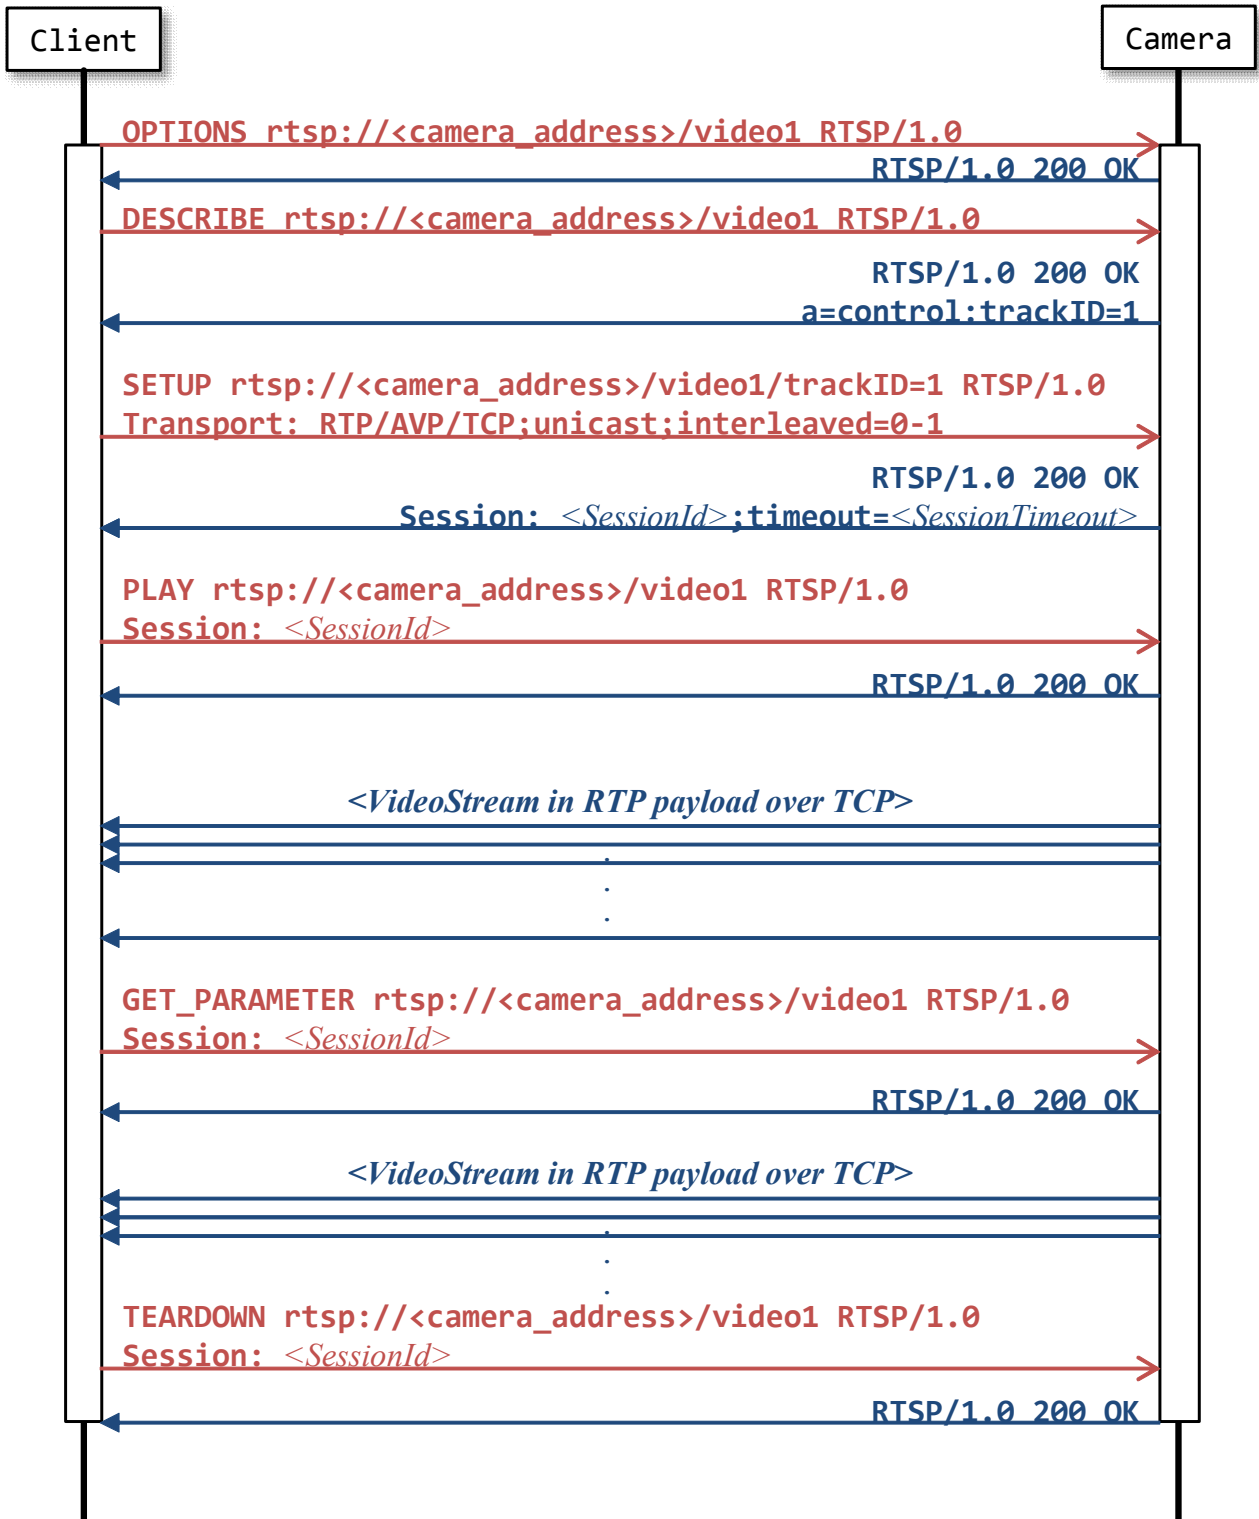 Client
Camera
OPTIONS rtsp://<camera_address>/video1 RTSP/1.0
RTSP/1.0 200 OK
DESCRIBE rtsp://<camera_address>/video1 RTSP/1.0
RTSP/1.0 200 OK
a=control:trackID=1
SETUP rtsp://<camera_address>/video1/trackID=1 RTSP/1.0
Transport: RTP/AVP/TCP;unicast;interleaved=0-1
RTSP/1.0 200 OK
Session: <SessionId>;timeout=<SessionTimeout>
PLAY rtsp://<camera_address>/video1 RTSP/1.0
Session: <SessionId>
RTSP/1.0 200 OK
<VideoStream in RTP payload over TCP>
.
.
.
GET_PARAMETER rtsp://<camera_address>/video1 RTSP/1.0
Session: <SessionId>
RTSP/1.0 200 OK
<VideoStream in RTP payload over TCP>
.
.
.
TEARDOWN rtsp://<camera_address>/video1 RTSP/1.0
Session: <SessionId>
RTSP/1.0 200 OK